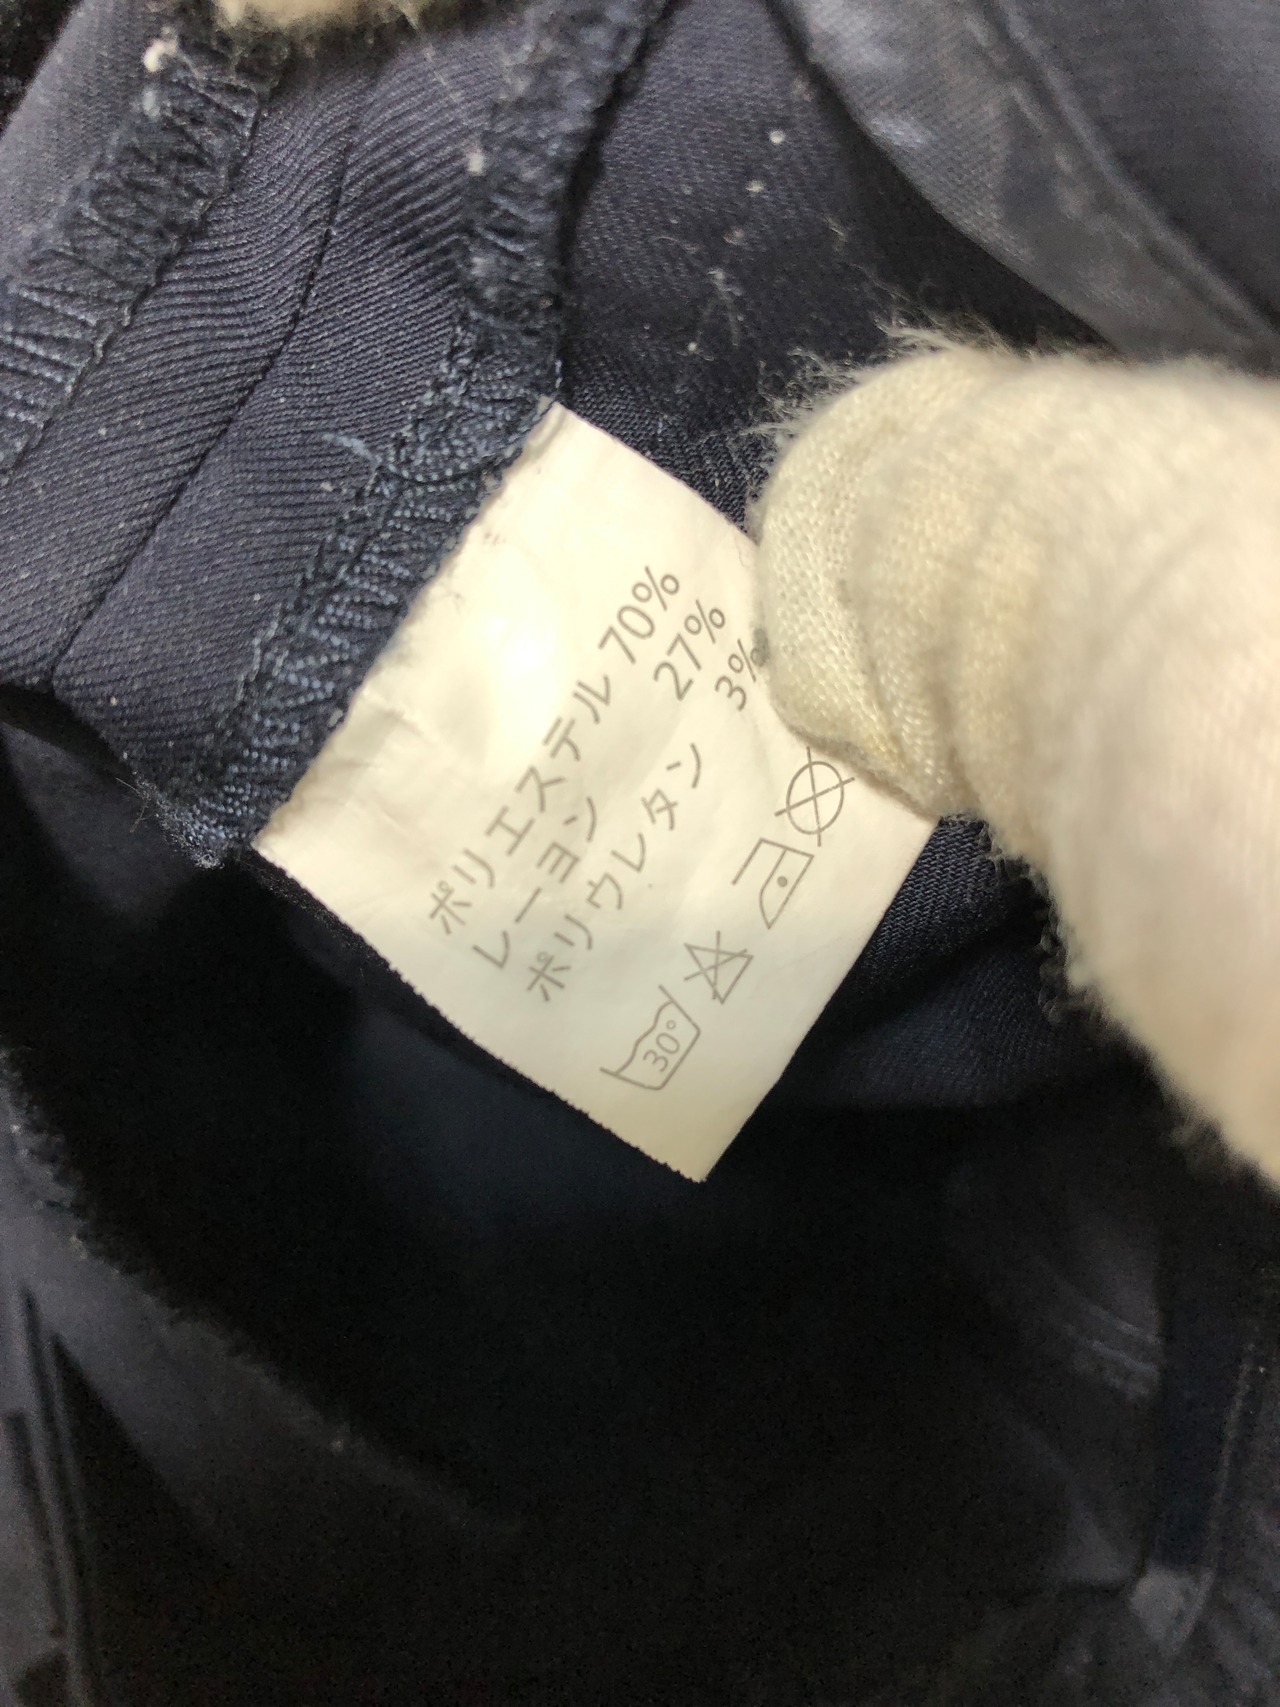 ポリエステル 70%
レーヨン 27%
ポリウレタン 3%
30°